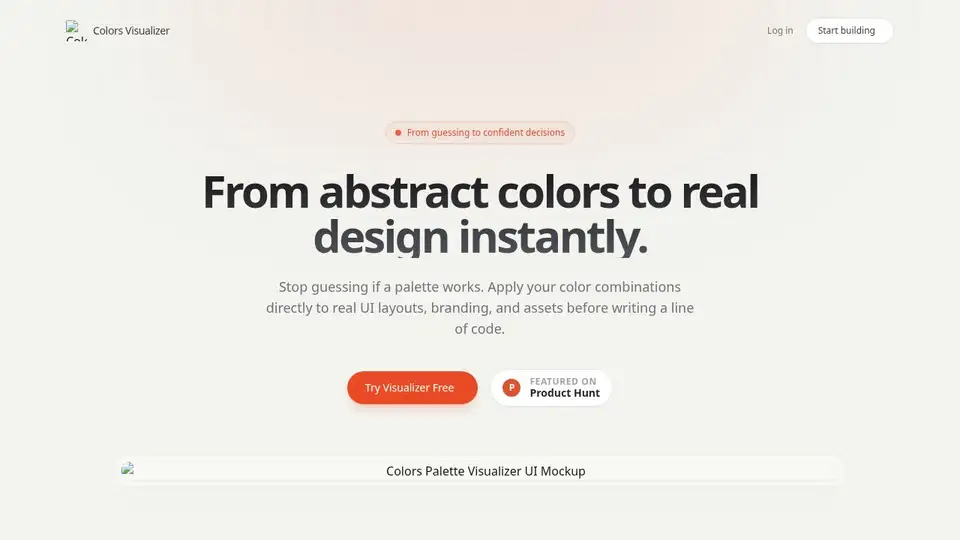 Colors Visualizer
Log in
Start building
From guessing to confident decisions
From abstract colors to real
design instantly.
Stop guessing if a palette works. Apply your color combinations
directly to real UI layouts, branding, and assets before writing a line
of code.
Try Visualizer Free
P
FEATURED ON
Product Hunt
Colors Palette Visualizer UI Mockup